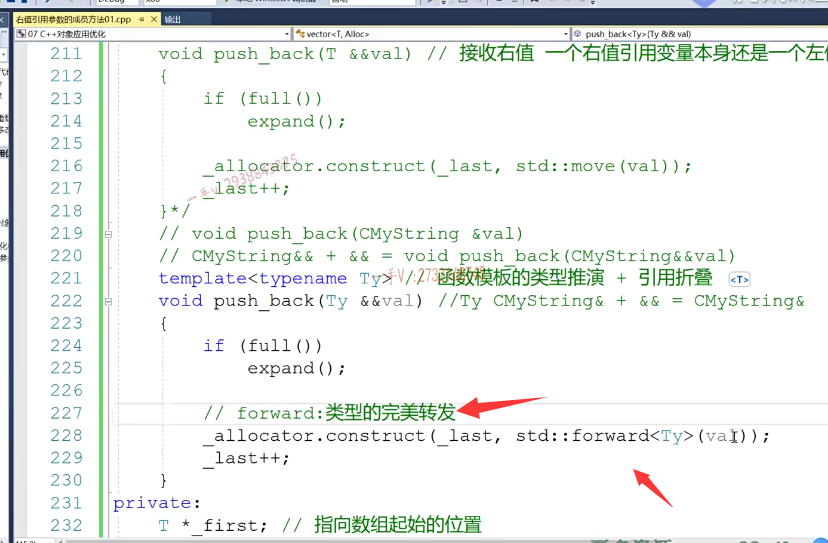 右值引用参数的成员方法01.cpp 输出
07 C++对象应用优化 vector<T, Alloc> push_back<Ty>(Ty && val)
211 void push_back(T &&val) // 接收右值 一个右值引用变量本身还是一个左
212 {
213 if (full())
214 expand();
215
216 _allocator.construct(_last, std::move(val));
217 _last++;
218 }*/
219 // void push_back(CMyString &val)
220 // CMyString&& + && = void push_back(CMyString&&val)
221 template<typename Ty> // 函数模板的类型推演 + 引用折叠 <T>
222 void push_back(Ty &&val) //Ty CMyString& + && = CMyString&
223 {
224 if (full())
225 expand();
226
227 // forward:类型的完美转发
228 _allocator.construct(_last, std::forward<Ty>(val));
229 _last++;
230 }
231 private:
232 T *_first; // 指向数组起始的位置